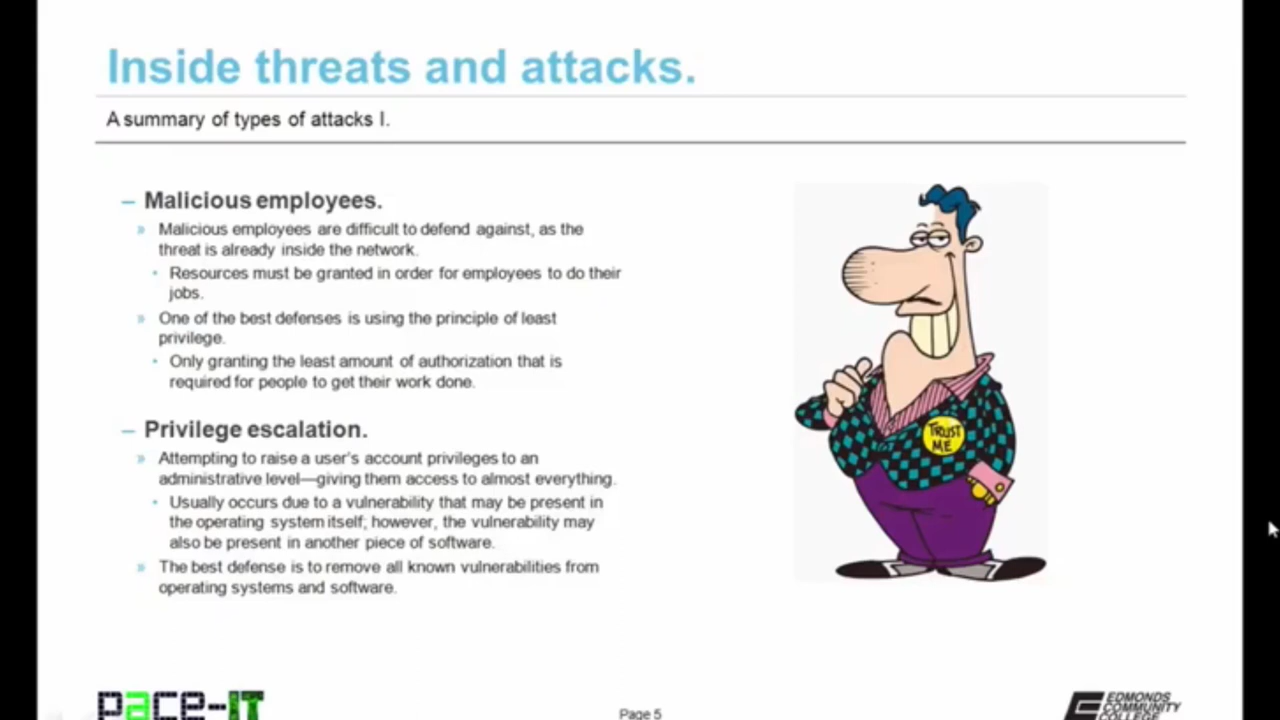 Inside threats and attacks.
A summary of types of attacks I.
– Malicious employees.
» Malicious employees are difficult to defend against, as the
threat is already inside the network.
• Resources must be granted in order for employees to do their
jobs.
» One of the best defenses is using the principle of least
privilege.
• Only granting the least amount of authorization that is
required for people to get their work done.
– Privilege escalation.
» Attempting to raise a user's account privileges to an
administrative level—giving them access to almost everything.
• Usually occurs due to a vulnerability that may be present in
the operating system itself; however, the vulnerability may
also be present in another piece of software.
» The best defense is to remove all known vulnerabilities from
operating systems and software.
TRUST
ME
pace-IT
Page 5
EDMONDS
COMMUNITY
COLLEGE